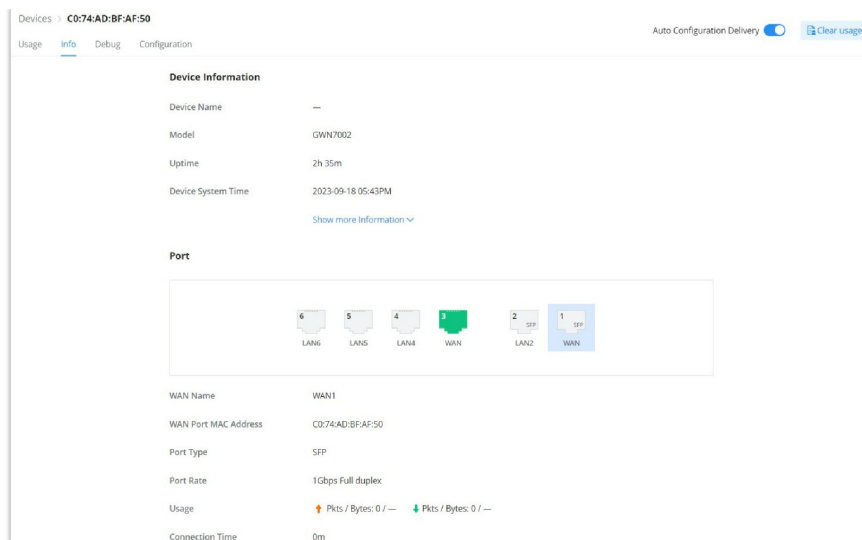 Devices > C0:74:AD:BF:AF:50
Auto Configuration Delivery
Clear usage
Usage Info Debug Configuration
Device Information
Device Name —
Model GWN7002
Uptime 2h 35m
Device System Time 2023-09-18 05:43PM
Show more Information
Port
6 5 4 3 2 SFP 1 SFP
LAN6 LAN5 LAN4 WAN LAN2 WAN
WAN Name WAN1
WAN Port MAC Address C0:74:AD:BF:AF:50
Port Type SFP
Port Rate 1Gbps Full duplex
Usage Pkts / Bytes: 0 / — Pkts / Bytes: 0 / —
Connection Time 0m